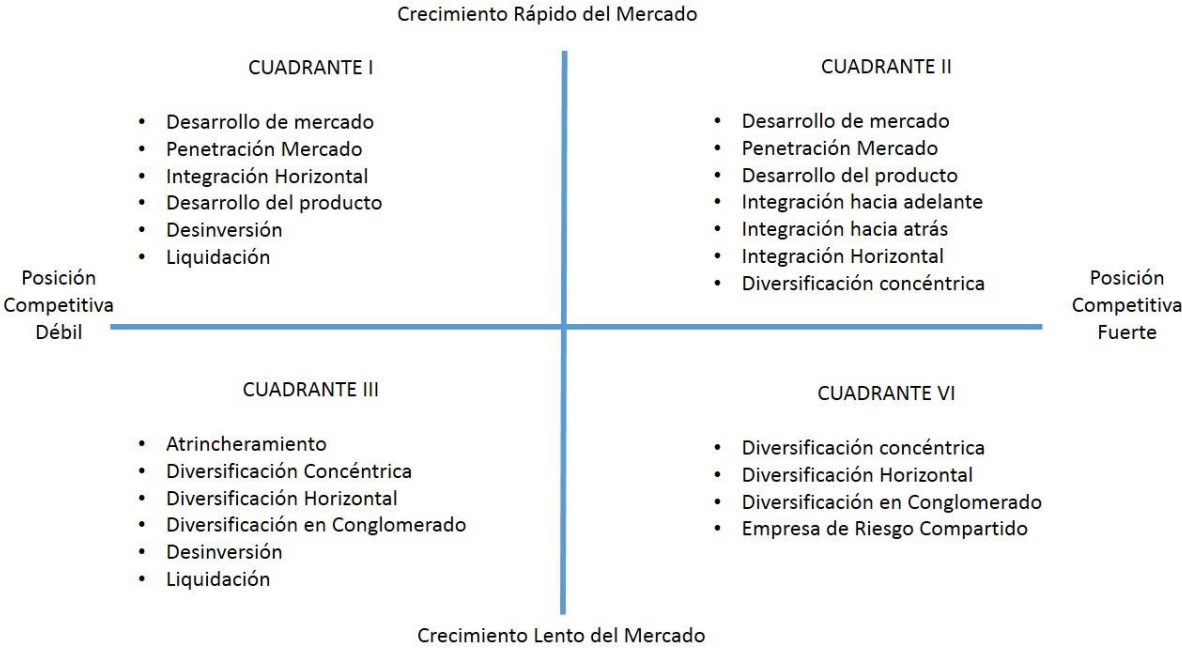 Crecimiento Rápido del Mercado
CUADRANTE I
• Desarrollo de mercado
• Penetración Mercado
• Integración Horizontal
• Desarrollo del producto
• Desinversión
• Liquidación
CUADRANTE II
• Desarrollo de mercado
• Penetración Mercado
• Desarrollo del producto
• Integración hacia adelante
• Integración hacia atrás
• Integración Horizontal
• Diversificación concéntrica
Posición
Competitiva
Débil
Posición
Competitiva
Fuerte
CUADRANTE III
• Atrincheramiento
• Diversificación Concéntrica
• Diversificación Horizontal
• Diversificación en Conglomerado
• Desinversión
• Liquidación
CUADRANTE VI
• Diversificación concéntrica
• Diversificación Horizontal
• Diversificación en Conglomerado
• Empresa de Riesgo Compartido
Crecimiento Lento del Mercado